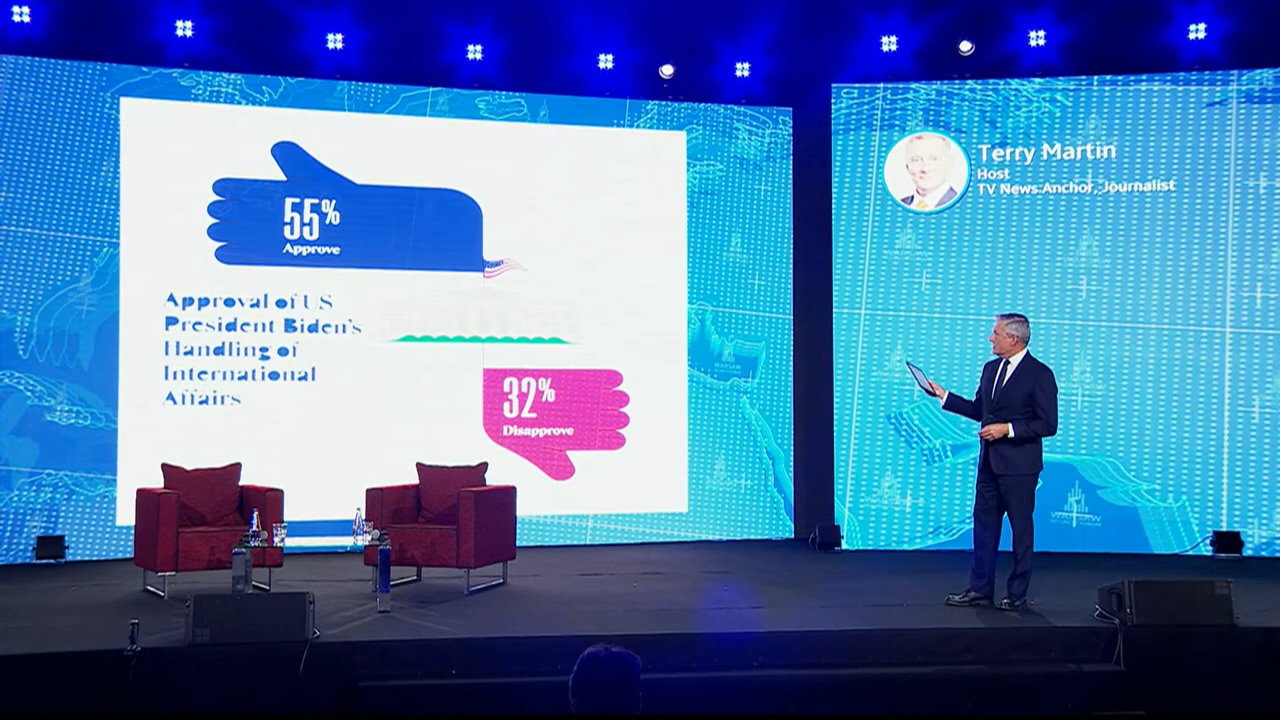 55%
Approve
Approval of US
President Biden's
Handling of
International
Affairs
32%
Disapprove
Terry Martin
Host
TV News Anchor, Journalist
WARSAW